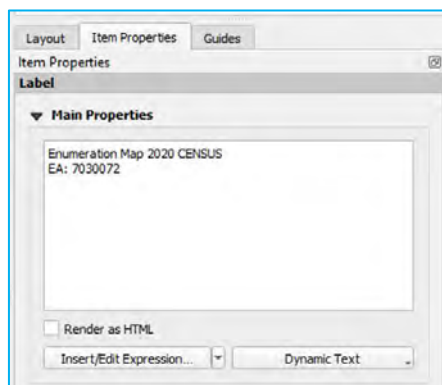 Layout Item Properties Guides
Item Properties
Label
Main Properties
Enumeration Map 2020 CENSUS
EA: 7030072
Render as HTML
Insert/Edit Expression... Dynamic Text